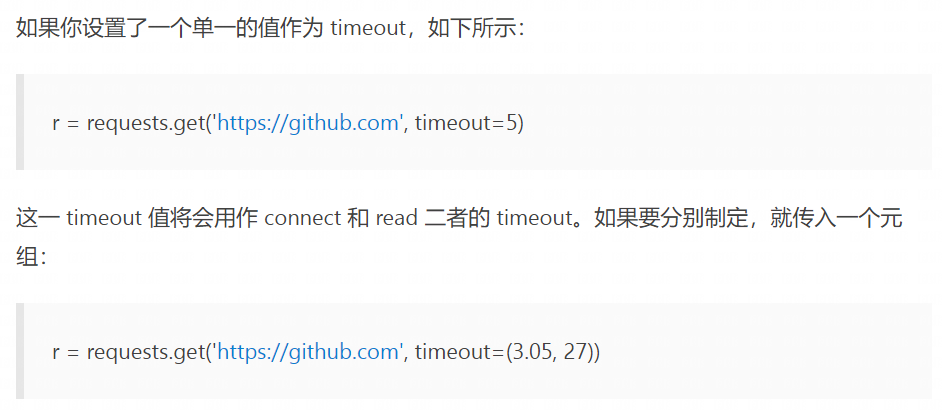 如果你设置了一个单一的值作为 timeout，如下所示：
r = requests.get('https://github.com', timeout=5)
这一 timeout 值将会用作 connect 和 read 二者的 timeout。如果要分别制定，就传入一个元
组：
r = requests.get('https://github.com', timeout=(3.05, 27))